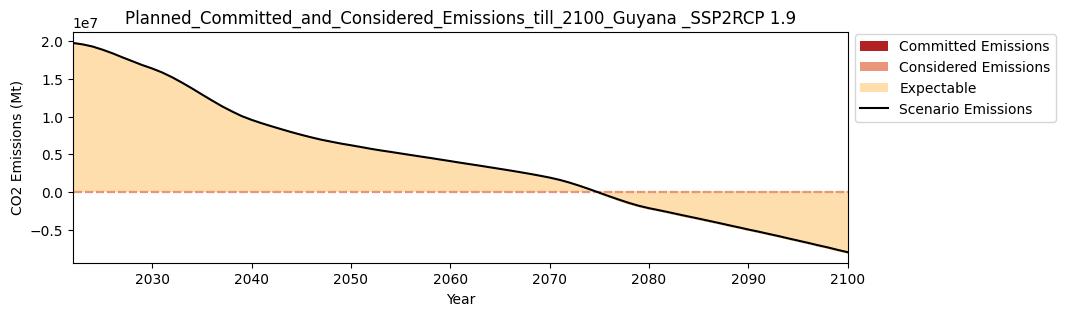 Planned_Committed_and_Considered_Emissions_till_2100_Guyana _SSP2RCP 1.9
1e7
2.0
1.5
1.0
0.5
0.0
−0.5
CO2 Emissions (Mt)
2030 2040 2050 2060 2070 2080 2090 2100
Year
Committed Emissions
Considered Emissions
Expectable
Scenario Emissions